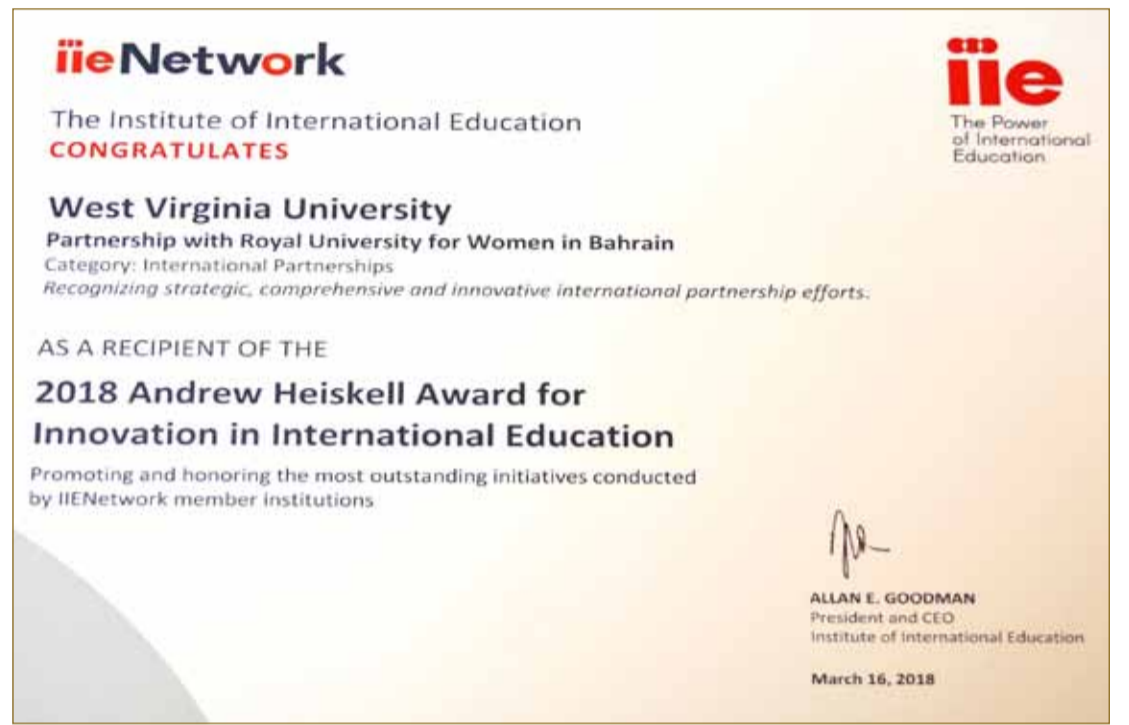 iieNetwork
The Institute of International Education
CONGRATULATES
West Virginia University
Partnership with Royal University for Women in Bahrain
Category: International Partnerships
Recognizing strategic, comprehensive and innovative international partnership efforts.
AS A RECIPIENT OF THE
2018 Andrew Heiskell Award for
Innovation in International Education
Promoting and honoring the most outstanding initiatives conducted
by IIENetwork member institutions
iie
The Power
of International
Education
ALLAN E. GOODMAN
President and CEO
Institute of International Education
March 16, 2018